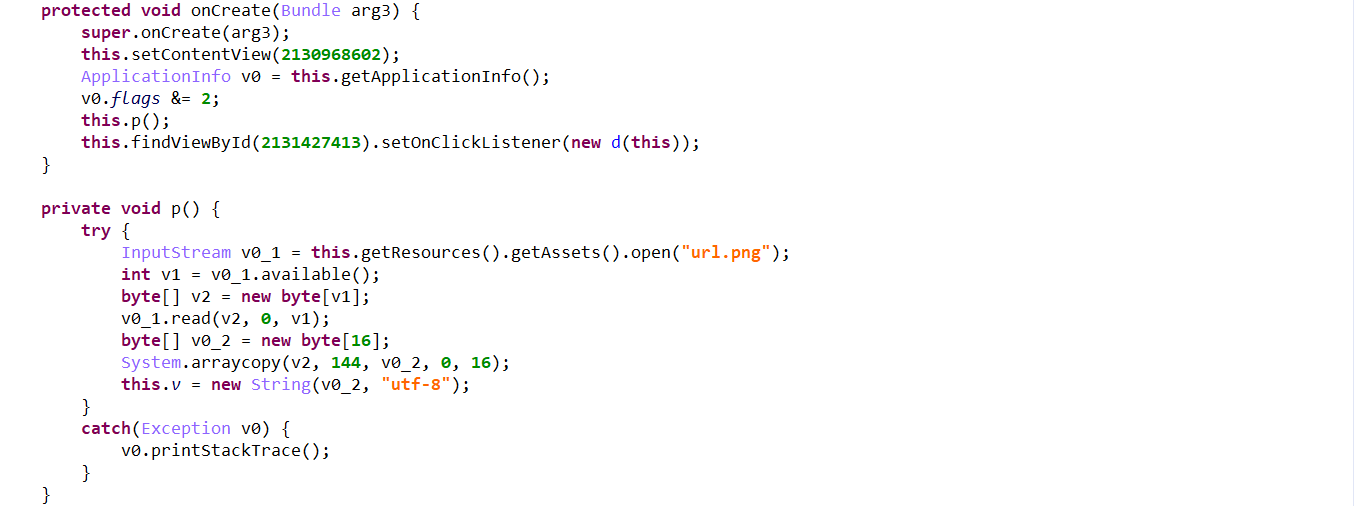 protected void onCreate(Bundle arg3) {
    super.onCreate(arg3);
    this.setContentView(2130968602);
    ApplicationInfo v0 = this.getApplicationInfo();
    v0.flags &= 2;
    this.p();
    this.findViewById(2131427413).setOnClickListener(new d(this));
}

private void p() {
    try {
        InputStream v0_1 = this.getResources().getAssets().open("url.png");
        int v1 = v0_1.available();
        byte[] v2 = new byte[v1];
        v0_1.read(v2, 0, v1);
        byte[] v0_2 = new byte[16];
        System.arraycopy(v2, 144, v0_2, 0, 16);
        this.v = new String(v0_2, "utf-8");
    }
    catch(Exception v0) {
        v0.printStackTrace();
    }
}